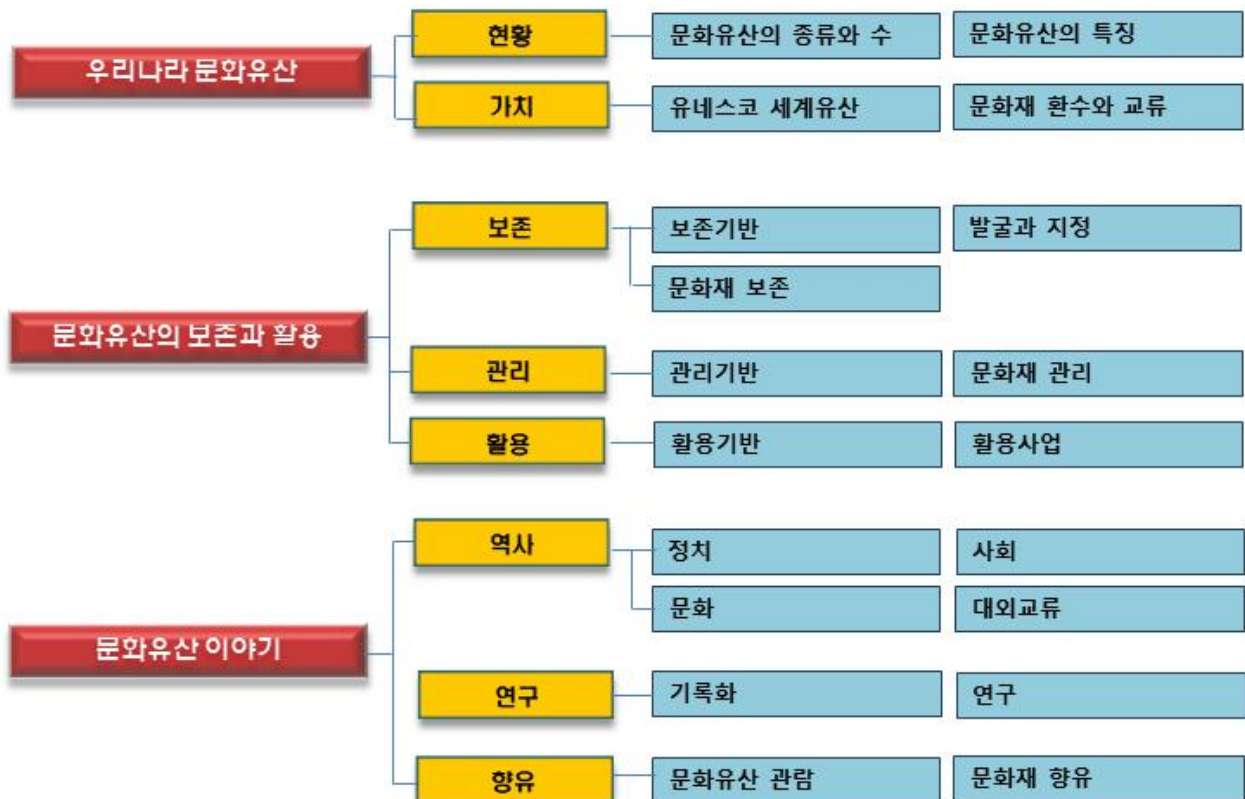 우리나라 문화유산
현황
문화유산의 종류와 수
문화유산의 특징
가치
유네스코 세계유산
문화재 환수와 교류
문화유산의 보존과 활용
보존
보존기반
발굴과 지정
문화재 보존
관리
관리기반
문화재 관리
활용
활용기반
활용사업
문화유산 이야기
역사
정치
사회
문화
대외교류
연구
기록화
연구
향유
문화유산 관람
문화재 향유